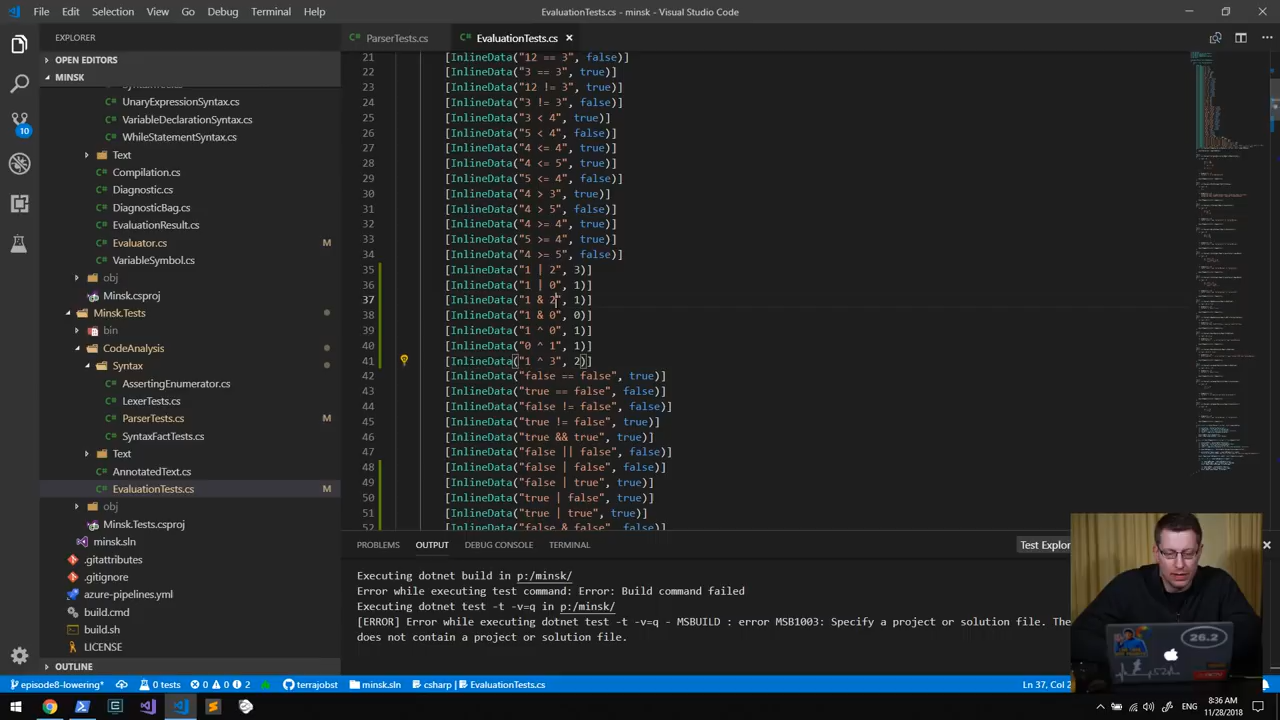 File Edit Selection View Go Debug Terminal Help
EvaluationTests.cs - minsk - Visual Studio Code
EXPLORER
OPEN EDITORS
MINSK
UnaryExpressionSyntax.cs
VariableDeclarationSyntax.cs
WhileStatementSyntax.cs
Text
Compilation.cs
Diagnostic.cs
DiagnosticBag.cs
EvaluationResult.cs
Evaluator.cs M
VariableSymbol.cs
obj
Minsk.csproj
Minsk.Tests
bin
CodeAnalysis
Syntax
AssertingEnumerator.cs
LexerTests.cs
ParserTests.cs M
SyntaxFactTests.cs
Text
AnnotatedText.cs
EvaluationTests.cs M
obj
Minsk.Tests.csproj
minsk.sln
.gitattributes
.gitignore
azure-pipelines.yml
build.cmd
build.sh
LICENSE
OUTLINE
10
ParserTests.cs EvaluationTests.cs
21 [InlineData("12 == 3", false)]
22 [InlineData("3 == 3", true)]
23 [InlineData("12 != 3", true)]
24 [InlineData("3 != 3", false)]
25 [InlineData("3 < 4", true)]
26 [InlineData("5 < 4", false)]
27 [InlineData("4 <= 4", true)]
28 [InlineData("4 <= 5", true)]
29 [InlineData("5 <= 4", false)]
30 [InlineData("5 > 4", true)]
31 [InlineData("4 > 5", false)]
32 [InlineData("4 >= 4", true)]
33 [InlineData("5 >= 4", true)]
34 [InlineData("4 >= 5", false)]
35 [InlineData("1 | 2", 3)]
36 [InlineData("1 | 0", 1)]
37 [InlineData("1 & 2",
38 [InlineData("1 & 0", 0)]
39 [InlineData("1 ^ 0", 1)]
40 [InlineData("0 ^ 1", 1)]
41 [InlineData("1 ^ 3", 2)]
42 [InlineData("false == false", true)]
43 [InlineData("true == false", false)]
44 [InlineData("false != false", false)]
45 [InlineData("true != false", true)]
46 [InlineData("true && true", true)]
47 [InlineData("false || false", false)]
48 [InlineData("false | false", false)]
49 [InlineData("false | true", true)]
50 [InlineData("true | false", true)]
51 [InlineData("true | true", true)]
52 [InlineData("false & false", false)]
PROBLEMS OUTPUT DEBUG CONSOLE TERMINAL
Test Explor
Executing dotnet build in p:/minsk/
Error while executing test command: Error: Build command failed
Executing dotnet test -t -v=q in p:/minsk/
[ERROR] Error while executing dotnet test -t -v=q - MSBUILD : error MSB1003: Specify a project or solution file. The
does not contain a project or solution file.
26.2
episode8-lowering* 0 tests 0 0 2 terrajobst minsk.sln csharp EvaluationTests.cs Ln 37, Col 2
ENG
8:36 AM
11/28/2018